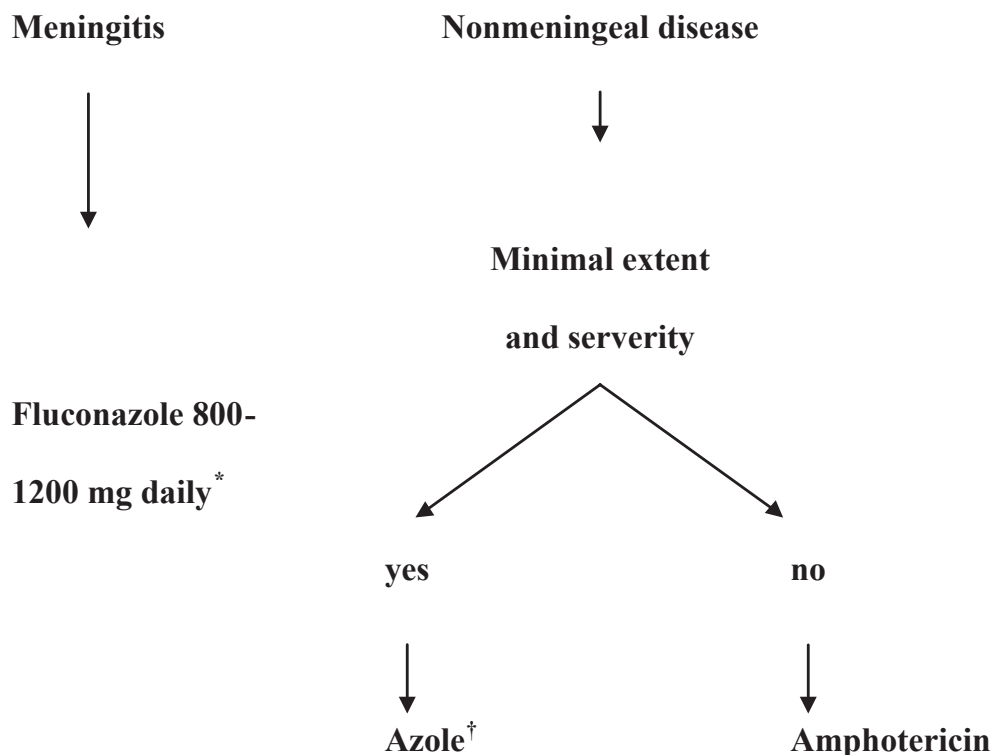 Meningitis
Nonmeningeal disease
Minimal extent
and serverity
Fluconazole 800-
1200 mg daily*
yes
no
Azole†
Amphotericin